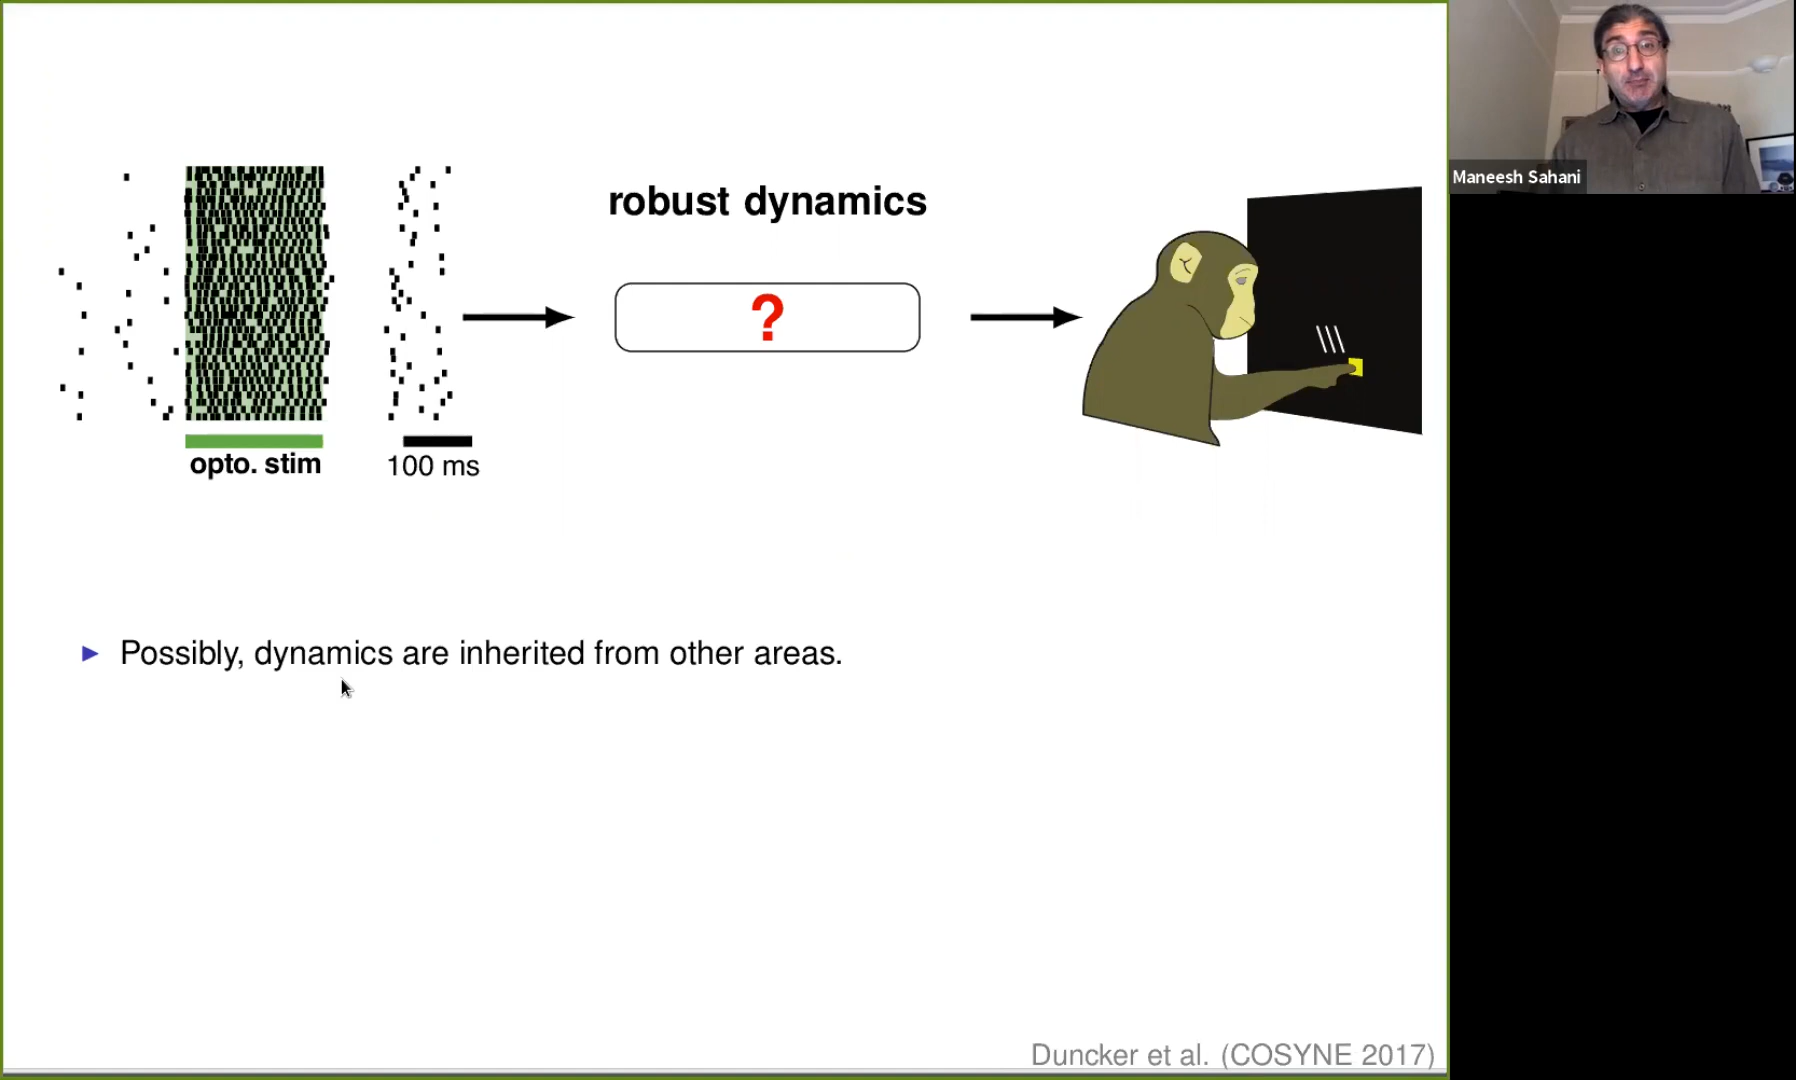 Maneesh Sahani
robust dynamics
?
opto. stim
100 ms
► Possibly, dynamics are inherited from other areas.
Duncker et al. (COSYNE 2017)